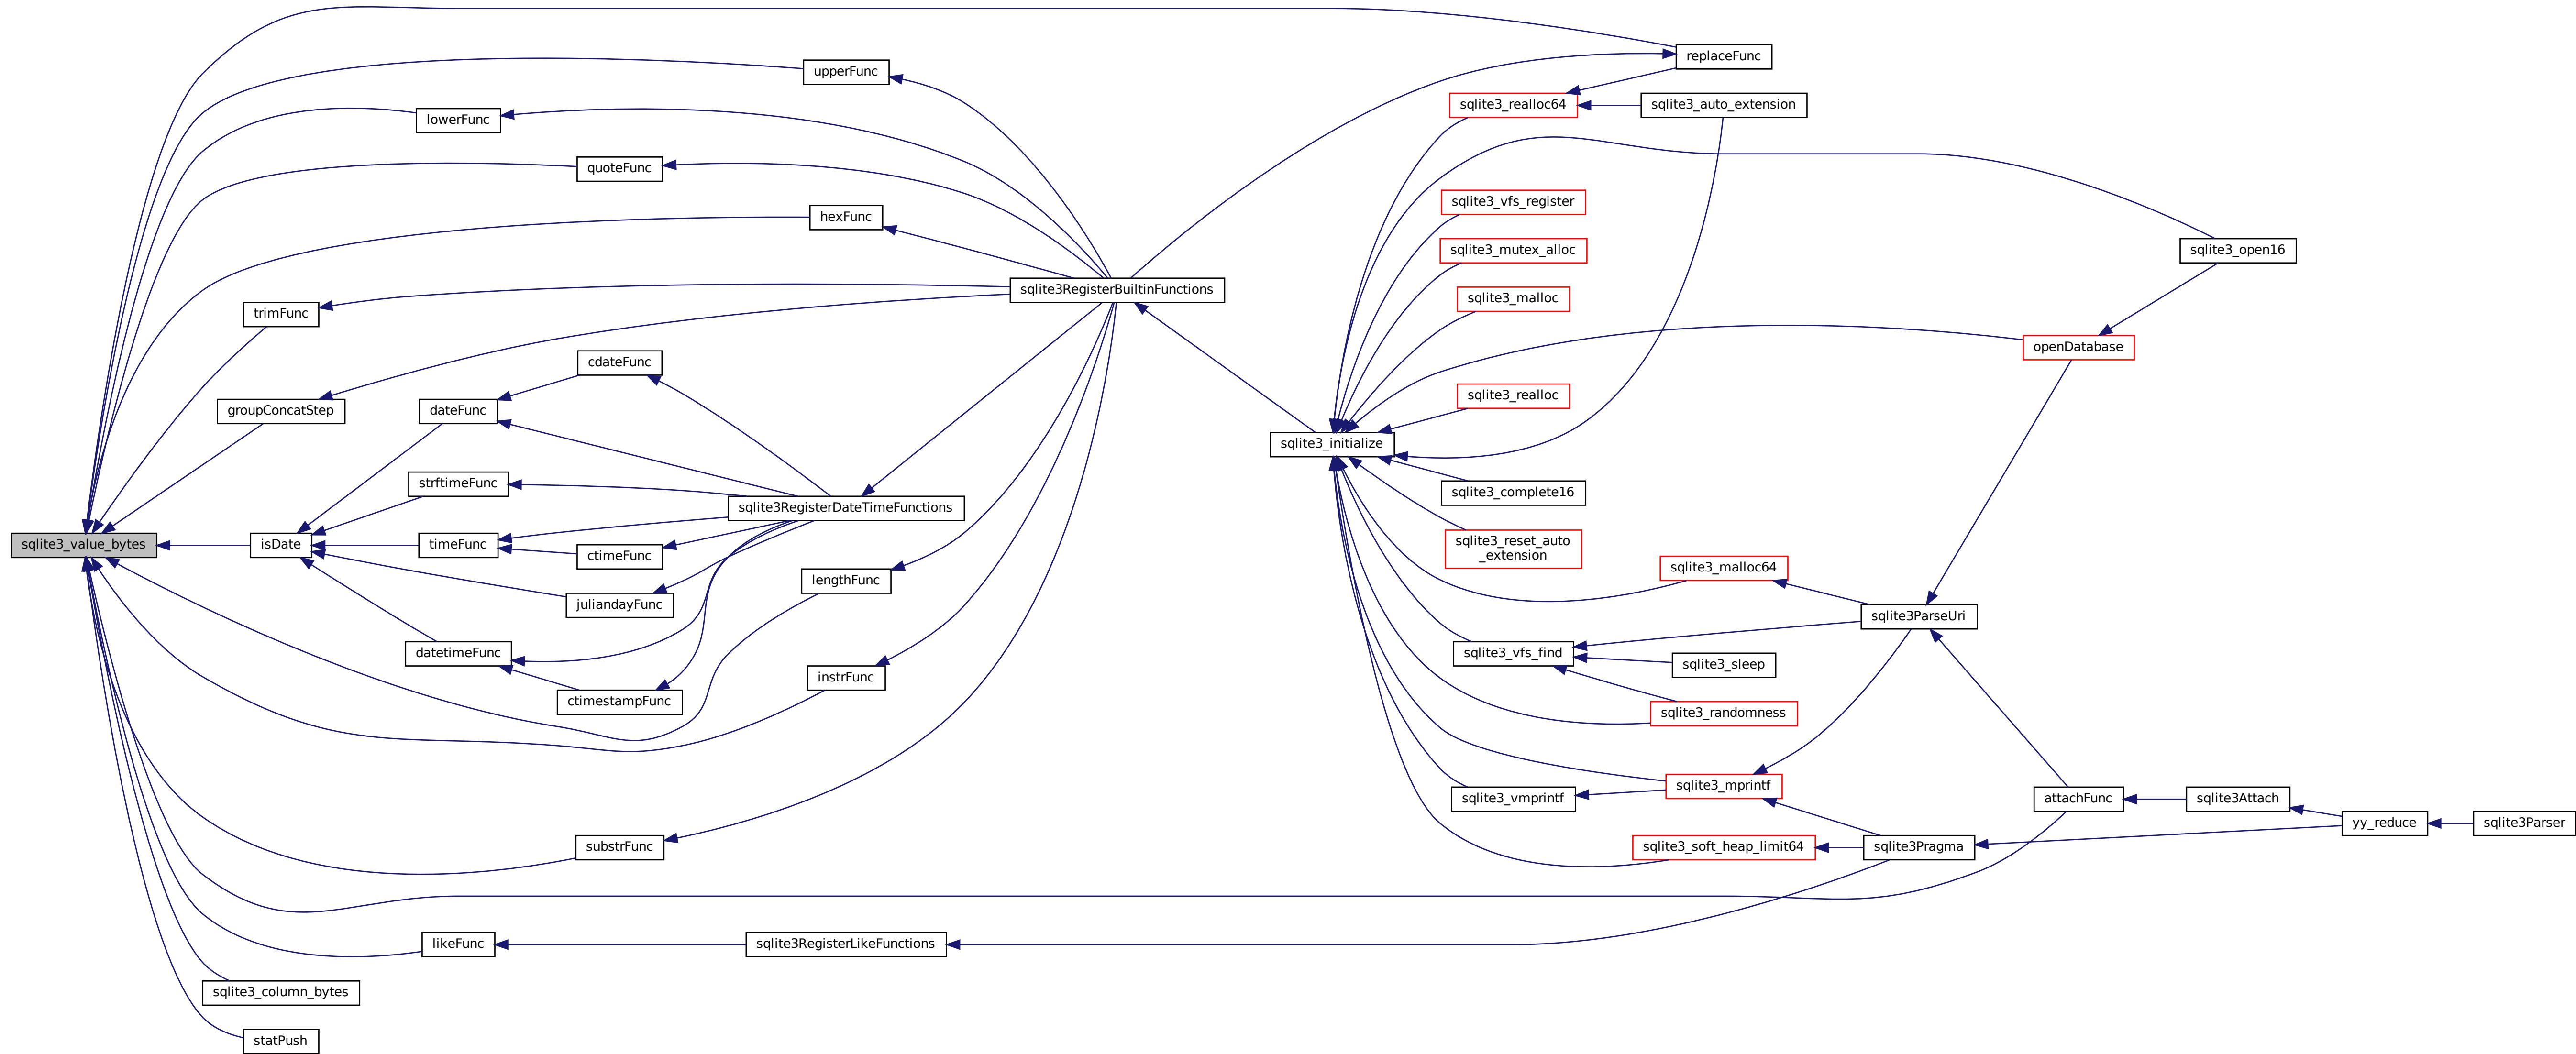 replaceFunc
upperFunc
sqlite3_realloc64
sqlite3_auto_extension
lowerFunc
quoteFunc
sqlite3_vfs_register
hexFunc
sqlite3_mutex_alloc
sqlite3_open16
sqlite3RegisterBuiltinFunctions
sqlite3_malloc
trimFunc
openDatabase
cdateFunc
sqlite3_realloc
groupConcatStep
dateFunc
sqlite3_initialize
strftimeFunc
sqlite3_complete16
sqlite3RegisterDateTimeFunctions
sqlite3_value_bytes
isDate
timeFunc
ctimeFunc
sqlite3_reset_auto
_extension
sqlite3_malloc64
lengthFunc
juliandayFunc
sqlite3ParseUri
datetimeFunc
sqlite3_vfs_find
sqlite3_sleep
instrFunc
ctimestampFunc
sqlite3_randomness
sqlite3_mprintf
sqlite3_vmprintf
attachFunc
sqlite3Attach
yy_reduce
sqlite3Parser
substrFunc
sqlite3_soft_heap_limit64
sqlite3Pragma
likeFunc
sqlite3RegisterLikeFunctions
sqlite3_column_bytes
statPush